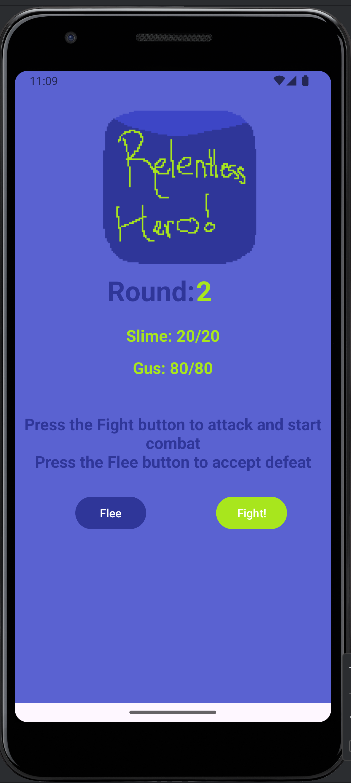 11:09
Relentless
Hero!
Round:2
Slime: 20/20
Gus: 80/80
Press the Fight button to attack and start
combat
Press the Flee button to accept defeat
Flee Fight!